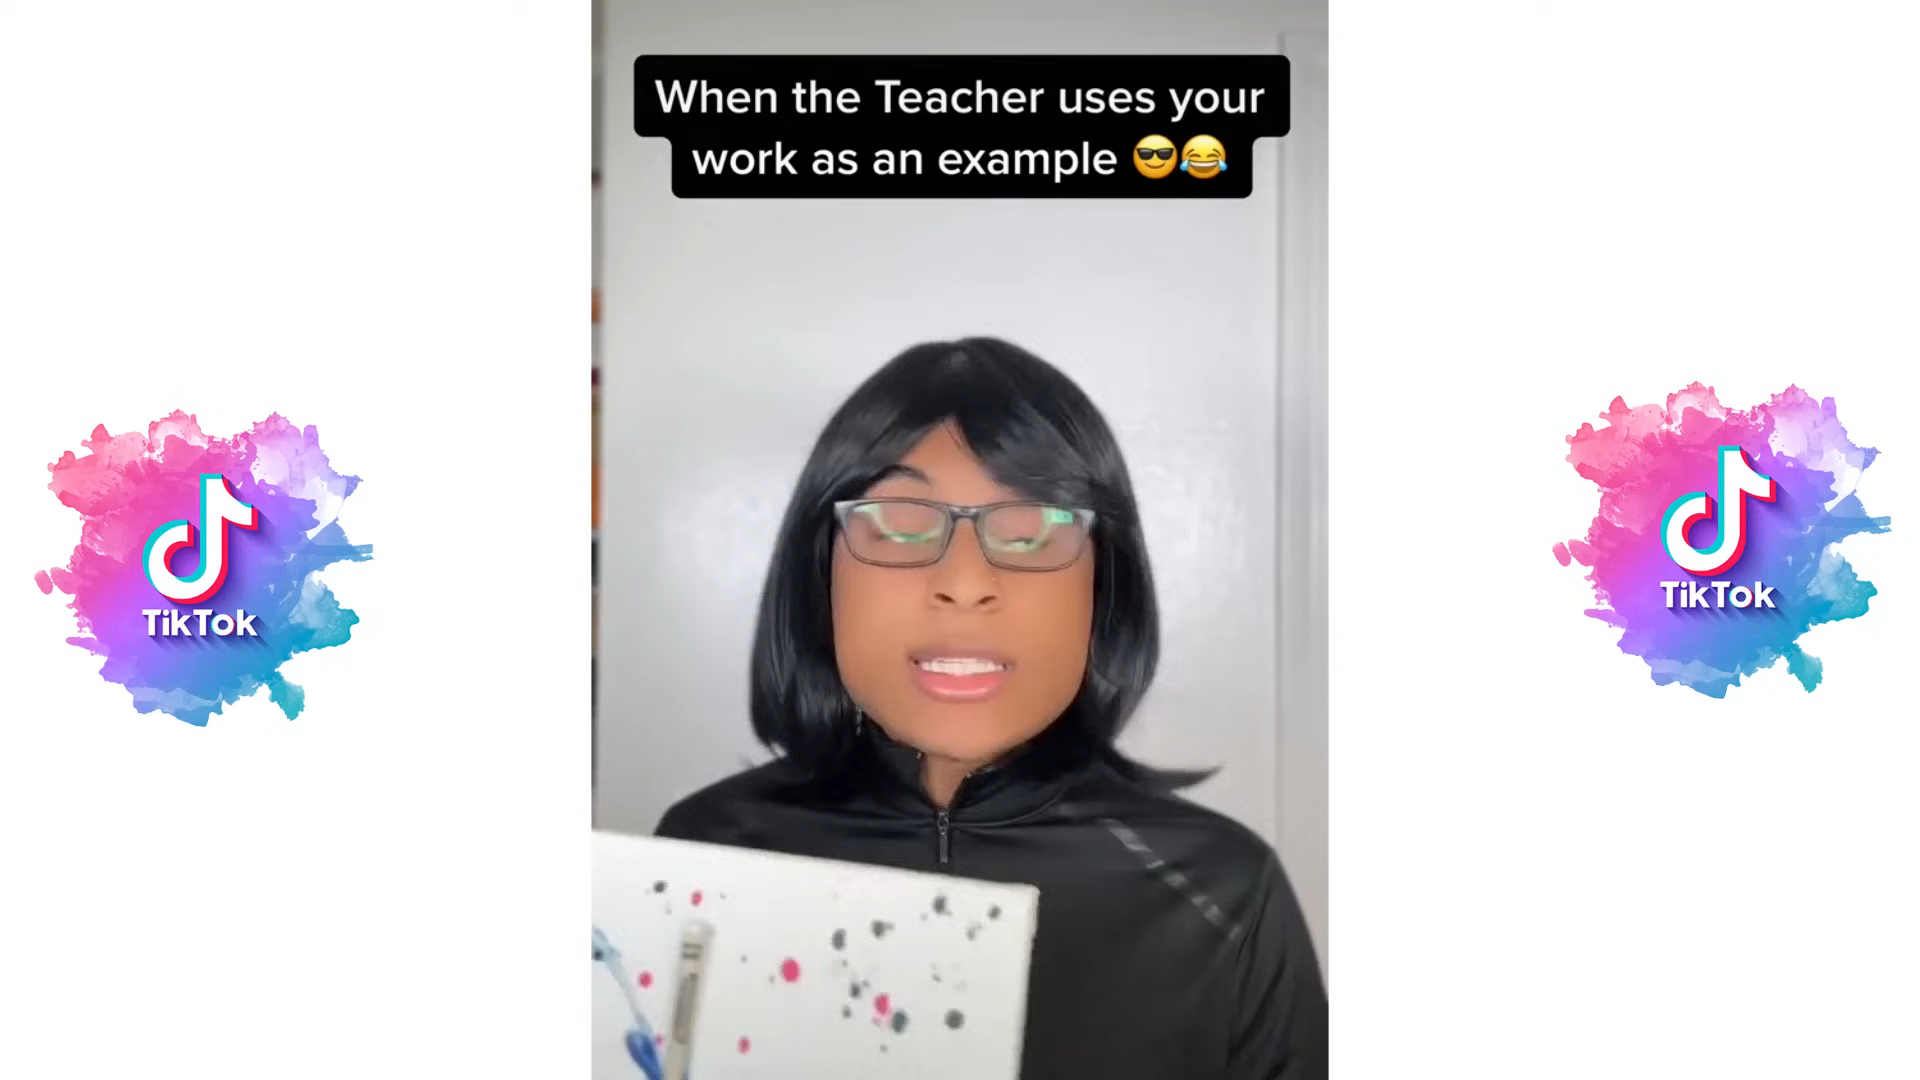 When the Teacher uses your
work as an example 😎😂
TikTok
TikTok